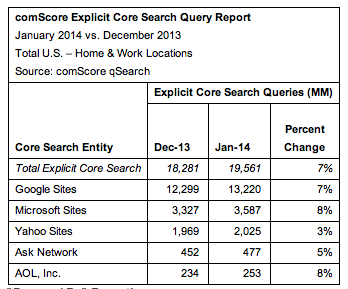 comScore Explicit Core Search Query Report
January 2014 vs. December 2013
Total U.S. – Home & Work Locations
Source: comScore qSearch
Explicit Core Search Queries (MM)
Core Search Entity Dec-13 Jan-14 Percent Change
Total Explicit Core Search 18,281 19,561 7%
Google Sites 12,299 13,220 7%
Microsoft Sites 3,327 3,587 8%
Yahoo Sites 1,969 2,025 3%
Ask Network 452 477 5%
AOL, Inc. 234 253 8%